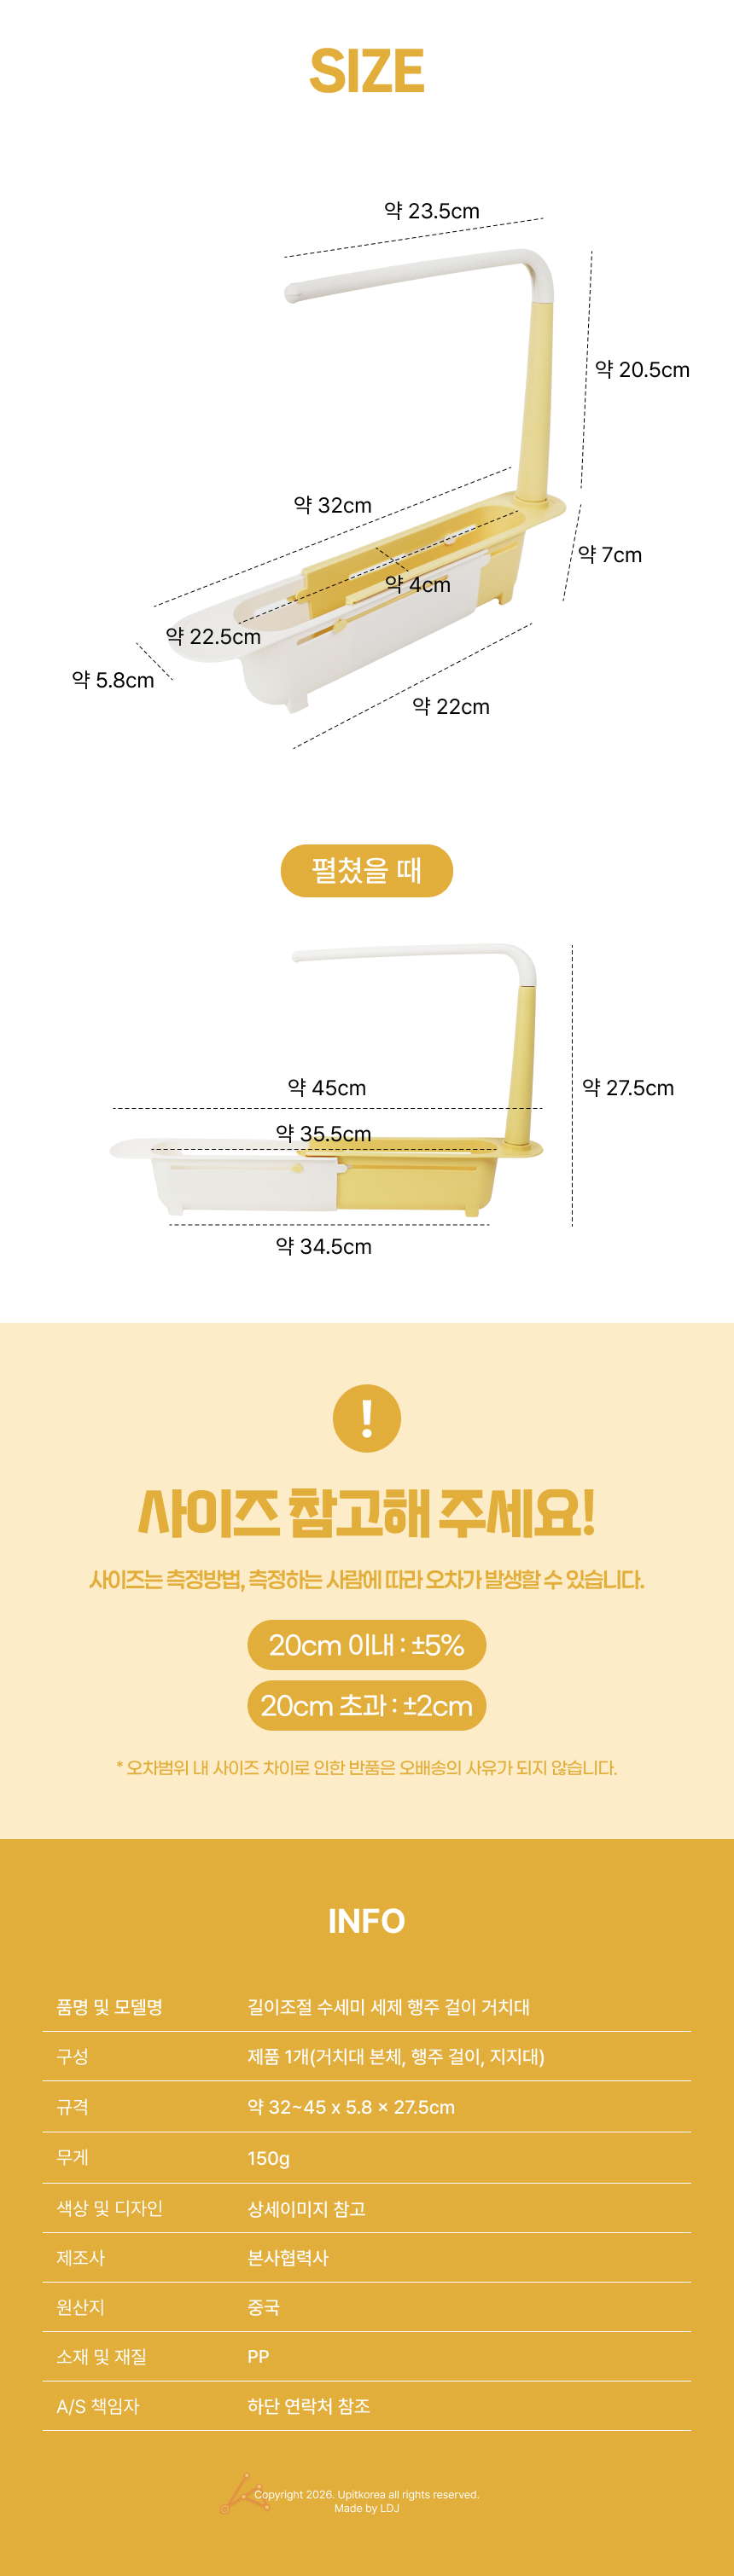 SIZE
약 23.5cm
약 20.5cm
약 32cm
약 7cm
약 4cm
약 22.5cm
약 5.8cm
약 22cm
펼쳤을 때
약 45cm
약 27.5cm
약 35.5cm
약 34.5cm
!
사이즈 참고해 주세요!
사이즈는 측정방법, 측정하는 사람에 따라 오차가 발생할 수 있습니다.
20cm 이내 : ±5%
20cm 초과 : ±2cm
* 오차범위 내 사이즈 차이로 인한 반품은 오배송의 사유가 되지 않습니다.
INFO
품명 및 모델명 길이조절 수세미 세제 행주 걸이 거치대
구성 제품 1개(거치대 본체, 행주 걸이, 지지대)
규격 약 32~45 x 5.8 × 27.5cm
무게 150g
색상 및 디자인 상세이미지 참고
제조사 본사협력사
원산지 중국
소재 및 재질 PP
A/S 책임자 하단 연락처 참조
Copyright 2026. Upitkorea all rights reserved.
Made by LDJ